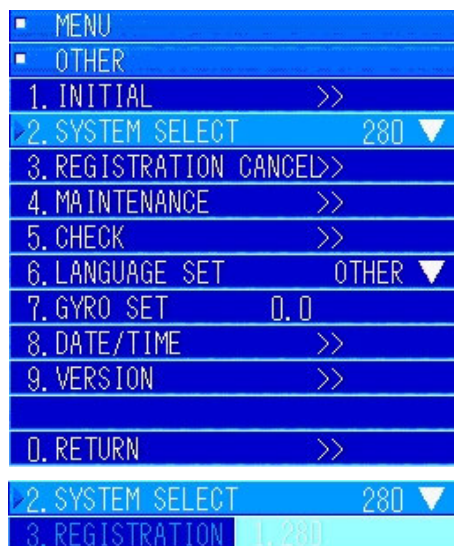 MENU
OTHER
1. INITIAL >>
2. SYSTEM SELECT 280
3. REGISTRATION CANCEL>>
4. MAINTENANCE >>
5. CHECK >>
6. LANGUAGE SET OTHER
7. GYRO SET 0.0
8. DATE/TIME >>
9. VERSION >>
0. RETURN >>
2. SYSTEM SELECT 280
3. REGISTRATION 1.280